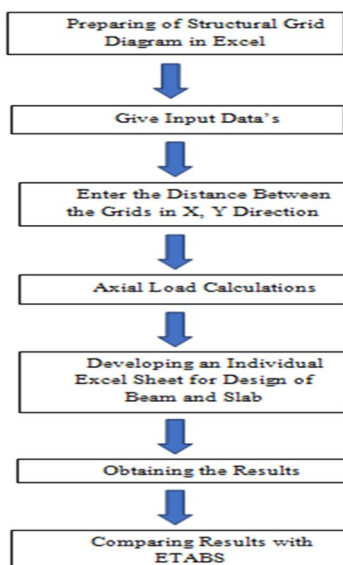 Preparing of Structural Grid
Diagram in Excel
Give Input Data's
Enter the Distance Between
the Grids in X, Y Direction
Axial Load Calculations
Developing an Individual
Excel Sheet for Design of
Beam and Slab
Obtaining the Results
Comparing Results with
ETABS